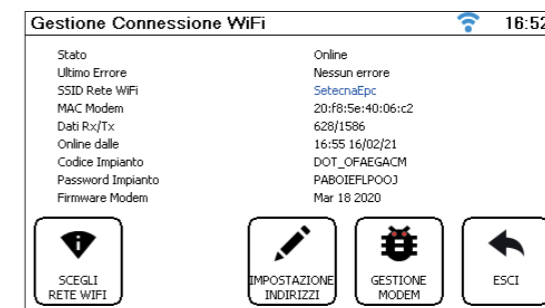 Gestione Connessione WiFi 16:52
Stato Online
Ultimo Errore Nessun errore
SSID Rete WiFi SetecnaEpc
MAC Modem 20:f8:5e:40:06:c2
Dati Rx/Tx 628/1586
Online dalle 16:55 16/02/21
Codice Impianto DOT_OFAEGACM
Password Impianto PABOIEFLPOOJ
Firmware Modem Mar 18 2020
SCEGLI
RETE WIFI
IMPOSTAZIONE
INDIRIZZI
GESTIONE
MODEM
ESCI